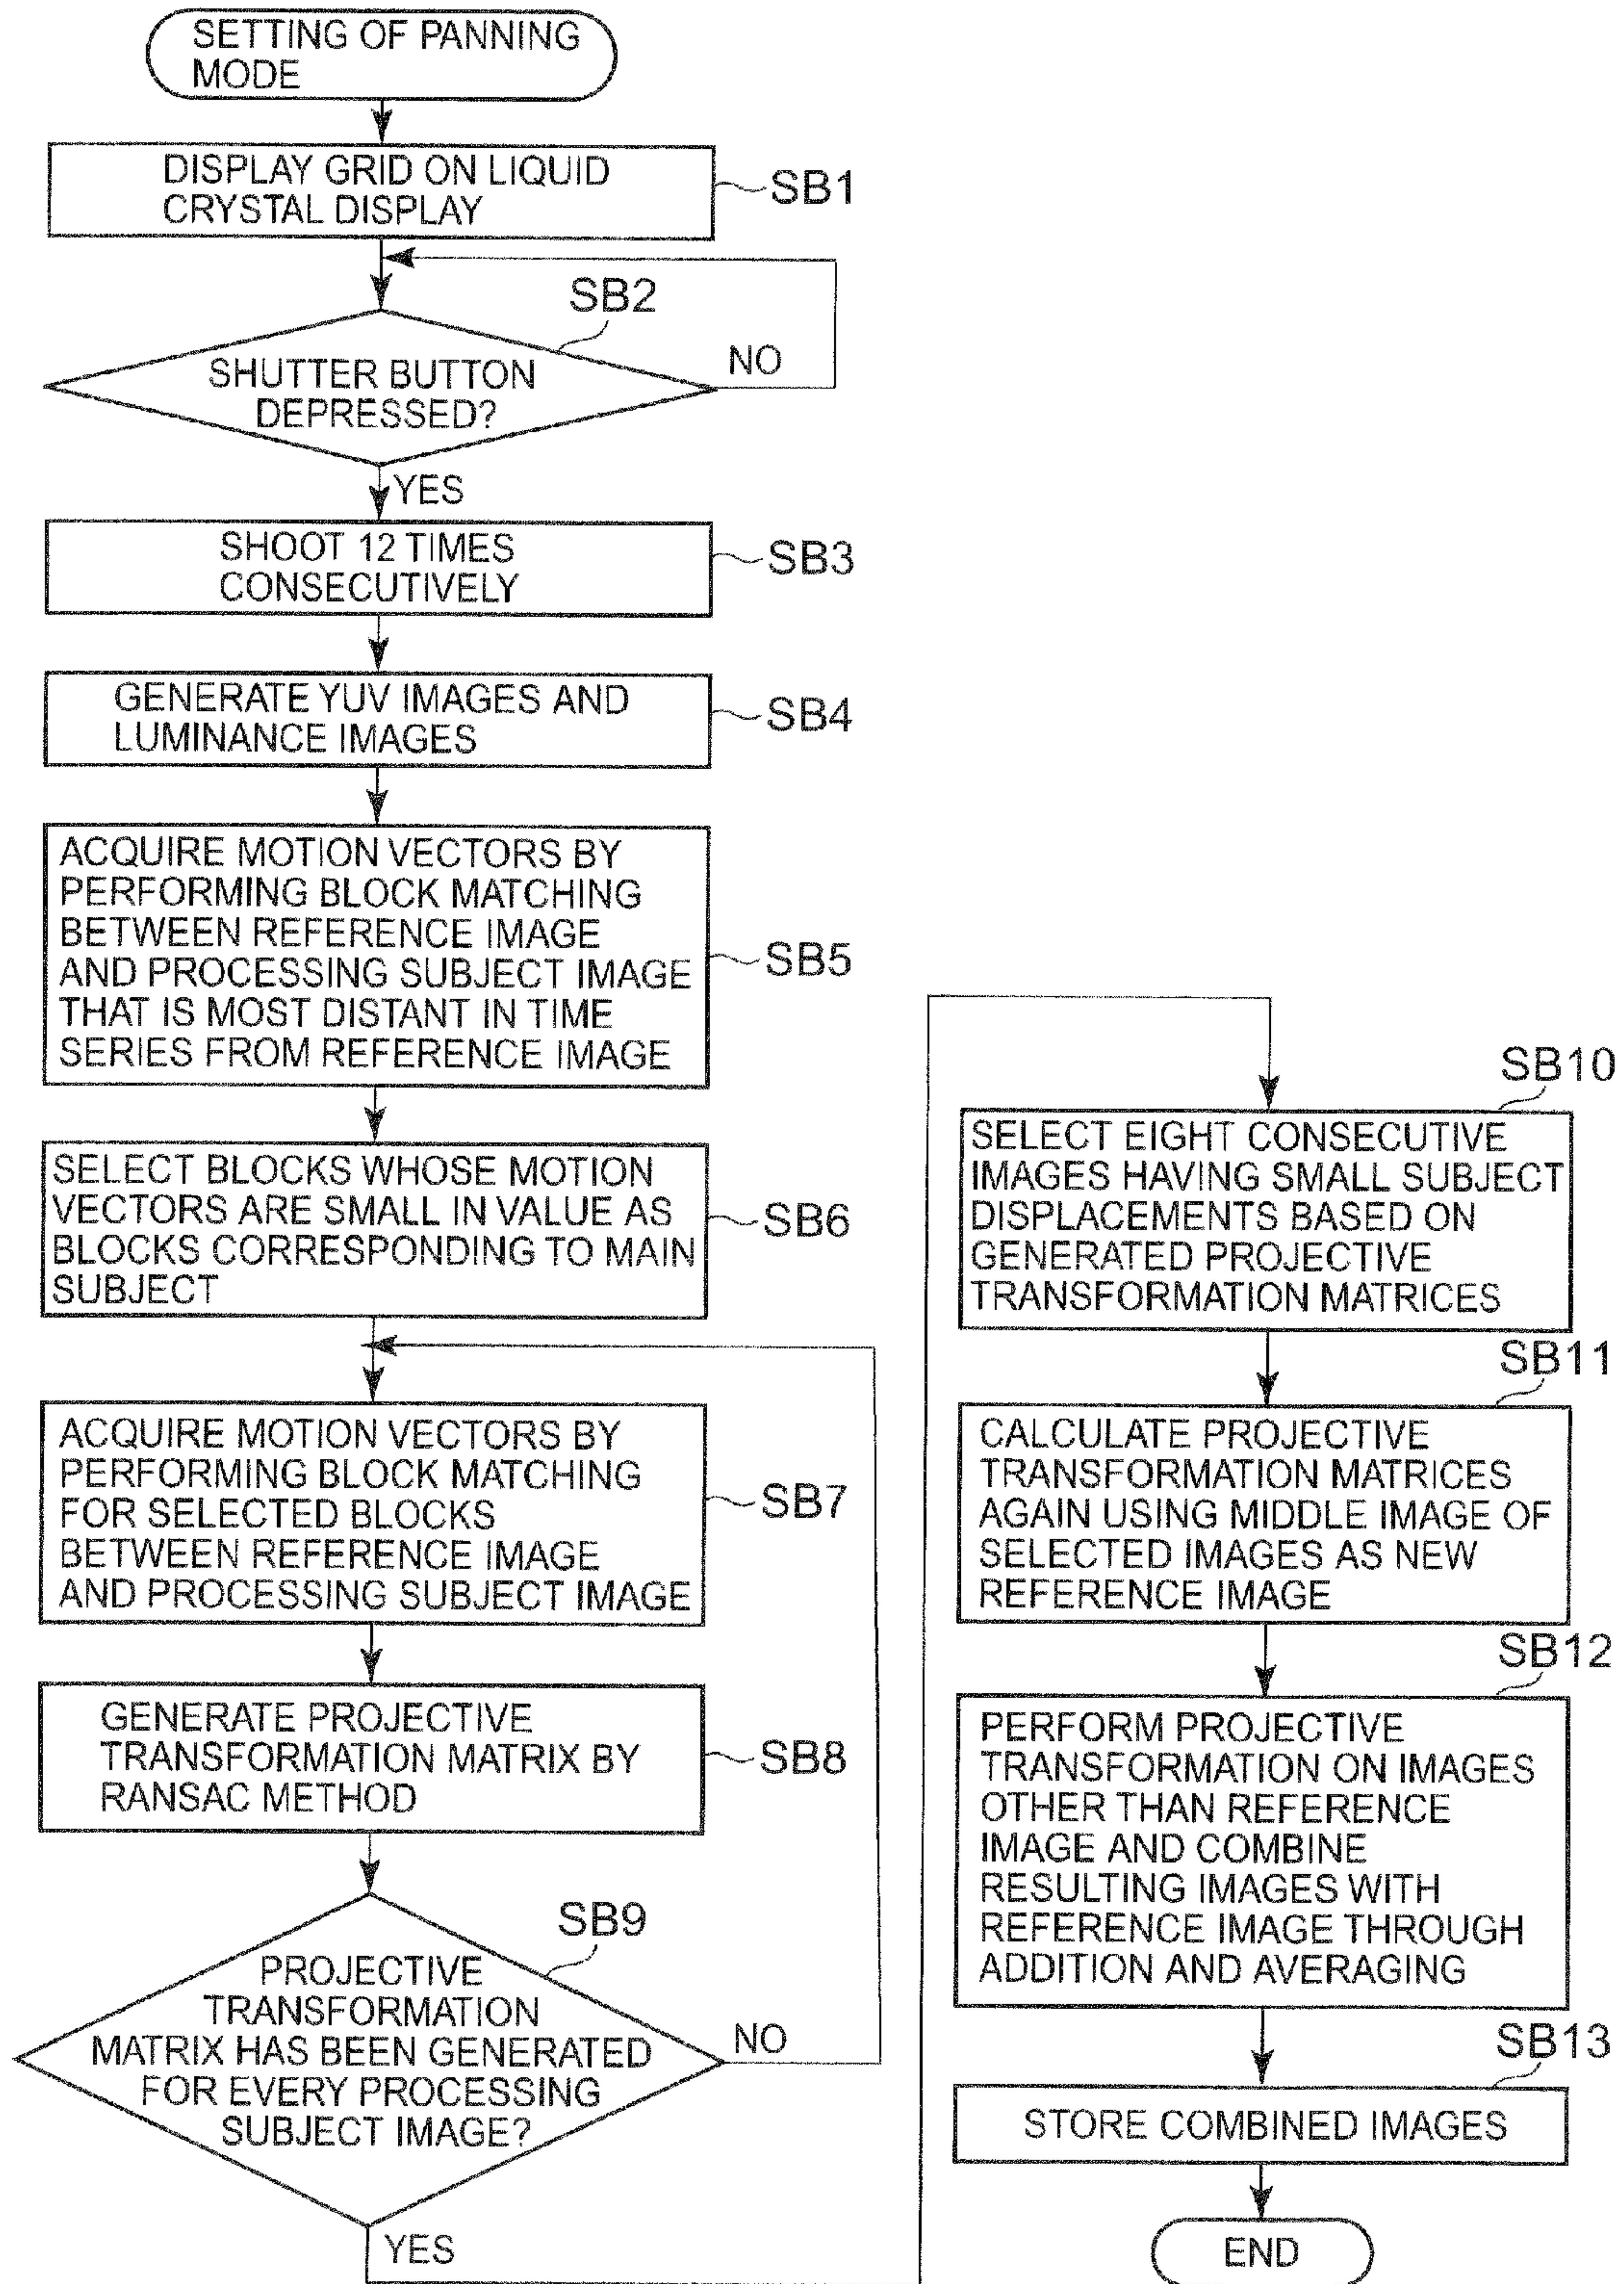 SETTING OF PANNING
MODE
DISPLAY GRID ON LIQUID
CRYSTAL DISPLAY
SB1
SB2
SHUTTER BUTTON
DEPRESSED?
NO
YES
SHOOT 12 TIMES
CONSECUTIVELY
SB3
GENERATE YUV IMAGES AND
LUMINANCE IMAGES
SB4
ACQUIRE MOTION VECTORS BY
PERFORMING BLOCK MATCHING
BETWEEN REFERENCE IMAGE
AND PROCESSING SUBJECT IMAGE
THAT IS MOST DISTANT IN TIME
SERIES FROM REFERENCE IMAGE
SB5
SELECT BLOCKS WHOSE MOTION
VECTORS ARE SMALL IN VALUE AS
BLOCKS CORRESPONDING TO MAIN
SUBJECT
SB6
ACQUIRE MOTION VECTORS BY
PERFORMING BLOCK MATCHING
FOR SELECTED BLOCKS
BETWEEN REFERENCE IMAGE
AND PROCESSING SUBJECT IMAGE
SB7
GENERATE PROJECTIVE
TRANSFORMATION MATRIX BY
RANSAC METHOD
SB8
SB9
PROJECTIVE
TRANSFORMATION
MATRIX HAS BEEN GENERATED
FOR EVERY PROCESSING
SUBJECT IMAGE?
NO
YES
SB10
SELECT EIGHT CONSECUTIVE
IMAGES HAVING SMALL SUBJECT
DISPLACEMENTS BASED ON
GENERATED PROJECTIVE
TRANSFORMATION MATRICES
SB11
CALCULATE PROJECTIVE
TRANSFORMATION MATRICES
AGAIN USING MIDDLE IMAGE OF
SELECTED IMAGES AS NEW
REFERENCE IMAGE
SB12
PERFORM PROJECTIVE
TRANSFORMATION ON IMAGES
OTHER THAN REFERENCE
IMAGE AND COMBINE
RESULTING IMAGES WITH
REFERENCE IMAGE THROUGH
ADDITION AND AVERAGING
SB13
STORE COMBINED IMAGES
END